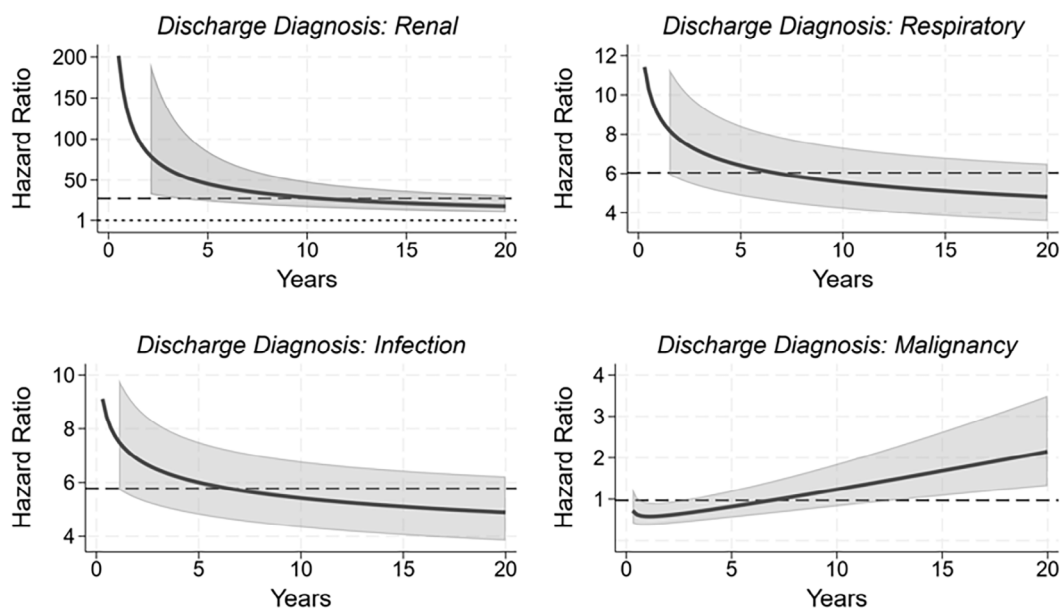 Discharge Diagnosis: Renal
Hazard Ratio
200
150
100
50
1
0 5 10 15 20
Years
Discharge Diagnosis: Respiratory
Hazard Ratio
12
10
8
6
4
0 5 10 15 20
Years
Discharge Diagnosis: Infection
Hazard Ratio
10
8
6
4
0 5 10 15 20
Years
Discharge Diagnosis: Malignancy
Hazard Ratio
4
3
2
1
0 5 10 15 20
Years